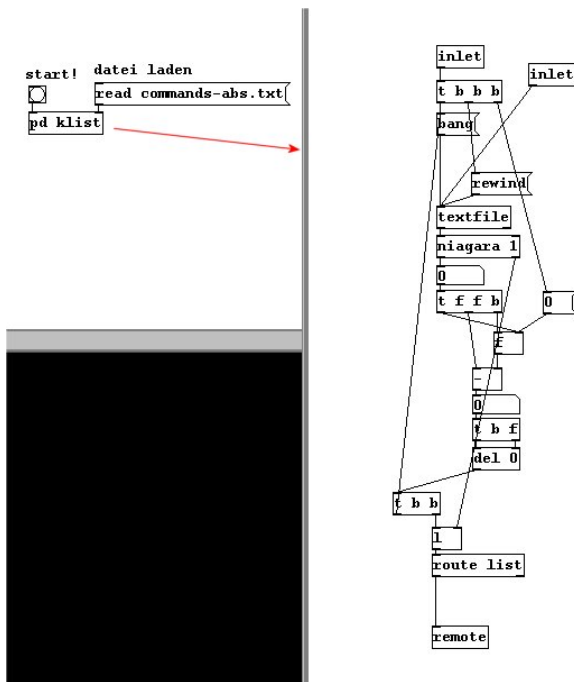 start!
datei laden
read commands-abs.txt
pd klist
inlet
inlet
t b b b
bang
rewind
textfile
niagara 1
0
t f f b
0
f
-
0
t b f
del 0
t b b
l
route list
remote